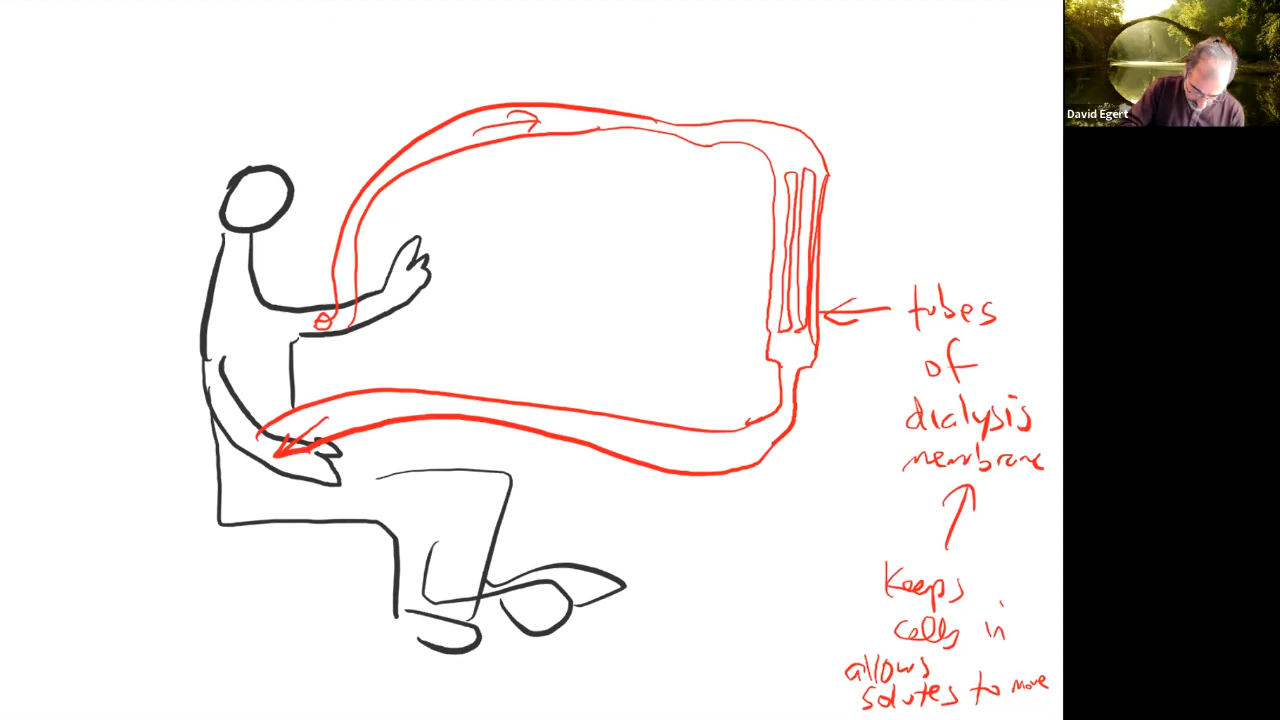 David Egert
tubes
of
dialysis
membrane
Keeps
cells in
allows
solutes to move